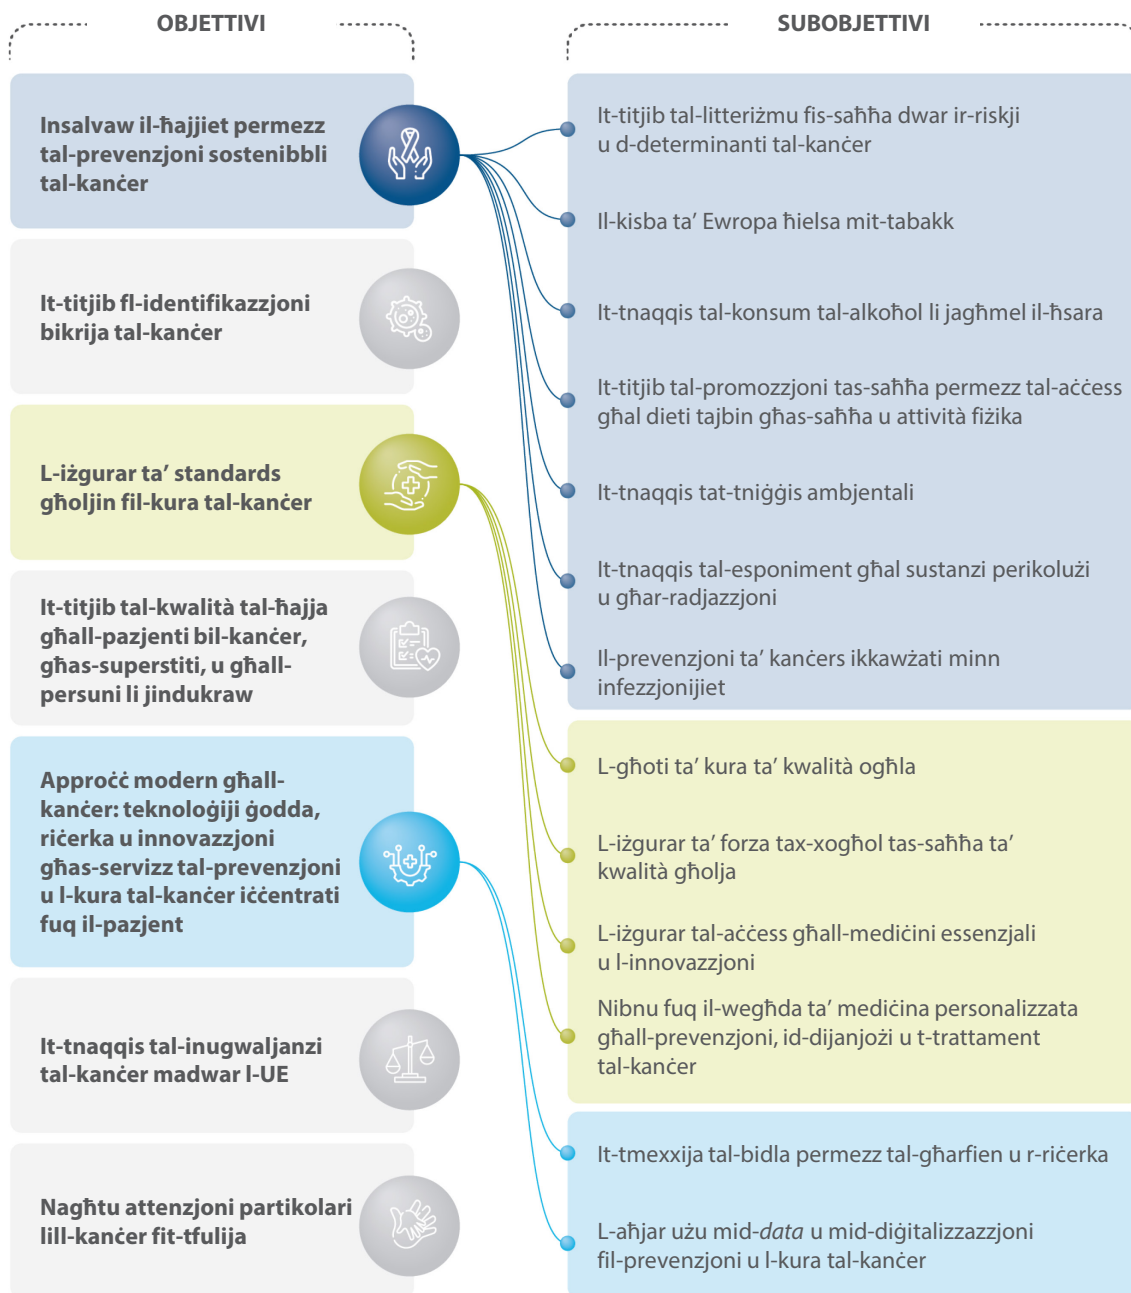 OBJETTIVI
Insalvaw il-ħajjiet permezz
tal-prevenzjoni sostenibbli
tal-kanċer
It-titjib fl-identifikazzjoni
bikrija tal-kanċer
L-iżgurar ta’ standards
għoljin fil-kura tal-kanċer
It-titjib tal-kwalità tal-ħajja
għall-pazjenti bil-kanċer,
għas-superstiti, u għall-
persuni li jindukraw
Approċċ modern għall-
kanċer: teknoloġiji ġodda,
riċerka u innovazzjoni
għas-servizz tal-prevenzjoni
u l-kura tal-kanċer iċċentrati
fuq il-pazjent
It-tnaqqis tal-inugwaljanzi
tal-kanċer madwar l-UE
Nagħtu attenzjoni partikolari
lill-kanċer fit-tfulija
SUBOBJETTIVI
It-titjib tal-litteriżmu fis-saħħa dwar ir-riskji
u d-determinanti tal-kanċer
Il-kisba ta’ Ewropa ħielsa mit-tabakk
It-tnaqqis tal-konsum tal-alkoħol li jagħmel il-ħsara
It-titjib tal-promozzjoni tas-saħħa permezz tal-aċċess
għal dieti tajbin għas-saħħa u attività fiżika
It-tnaqqis tat-tniġġis ambjentali
It-tnaqqis tal-esponiment għal sustanzi perikolużi
u għar-radjazzjoni
Il-prevenzjoni ta’ kanċers ikkawżati minn
infezzjonijiet
L-għoti ta’ kura ta’ kwalità ogħla
L-iżgurar ta’ forza tax-xogħol tas-saħħa ta’
kwalità għolja
L-iżgurar tal-aċċess għall-mediċini essenzjali
u l-innovazzjoni
Nibnu fuq il-wegħda ta’ mediċina personalizzata
għall-prevenzjoni, id-dijanjożi u t-trattament
tal-kanċer
It-tmexxija tal-bidla permezz tal-għarfien u r-riċerka
L-aħjar użu mid-data u mid-diġitalizzazzjoni
fil-prevenzjoni u l-kura tal-kanċer